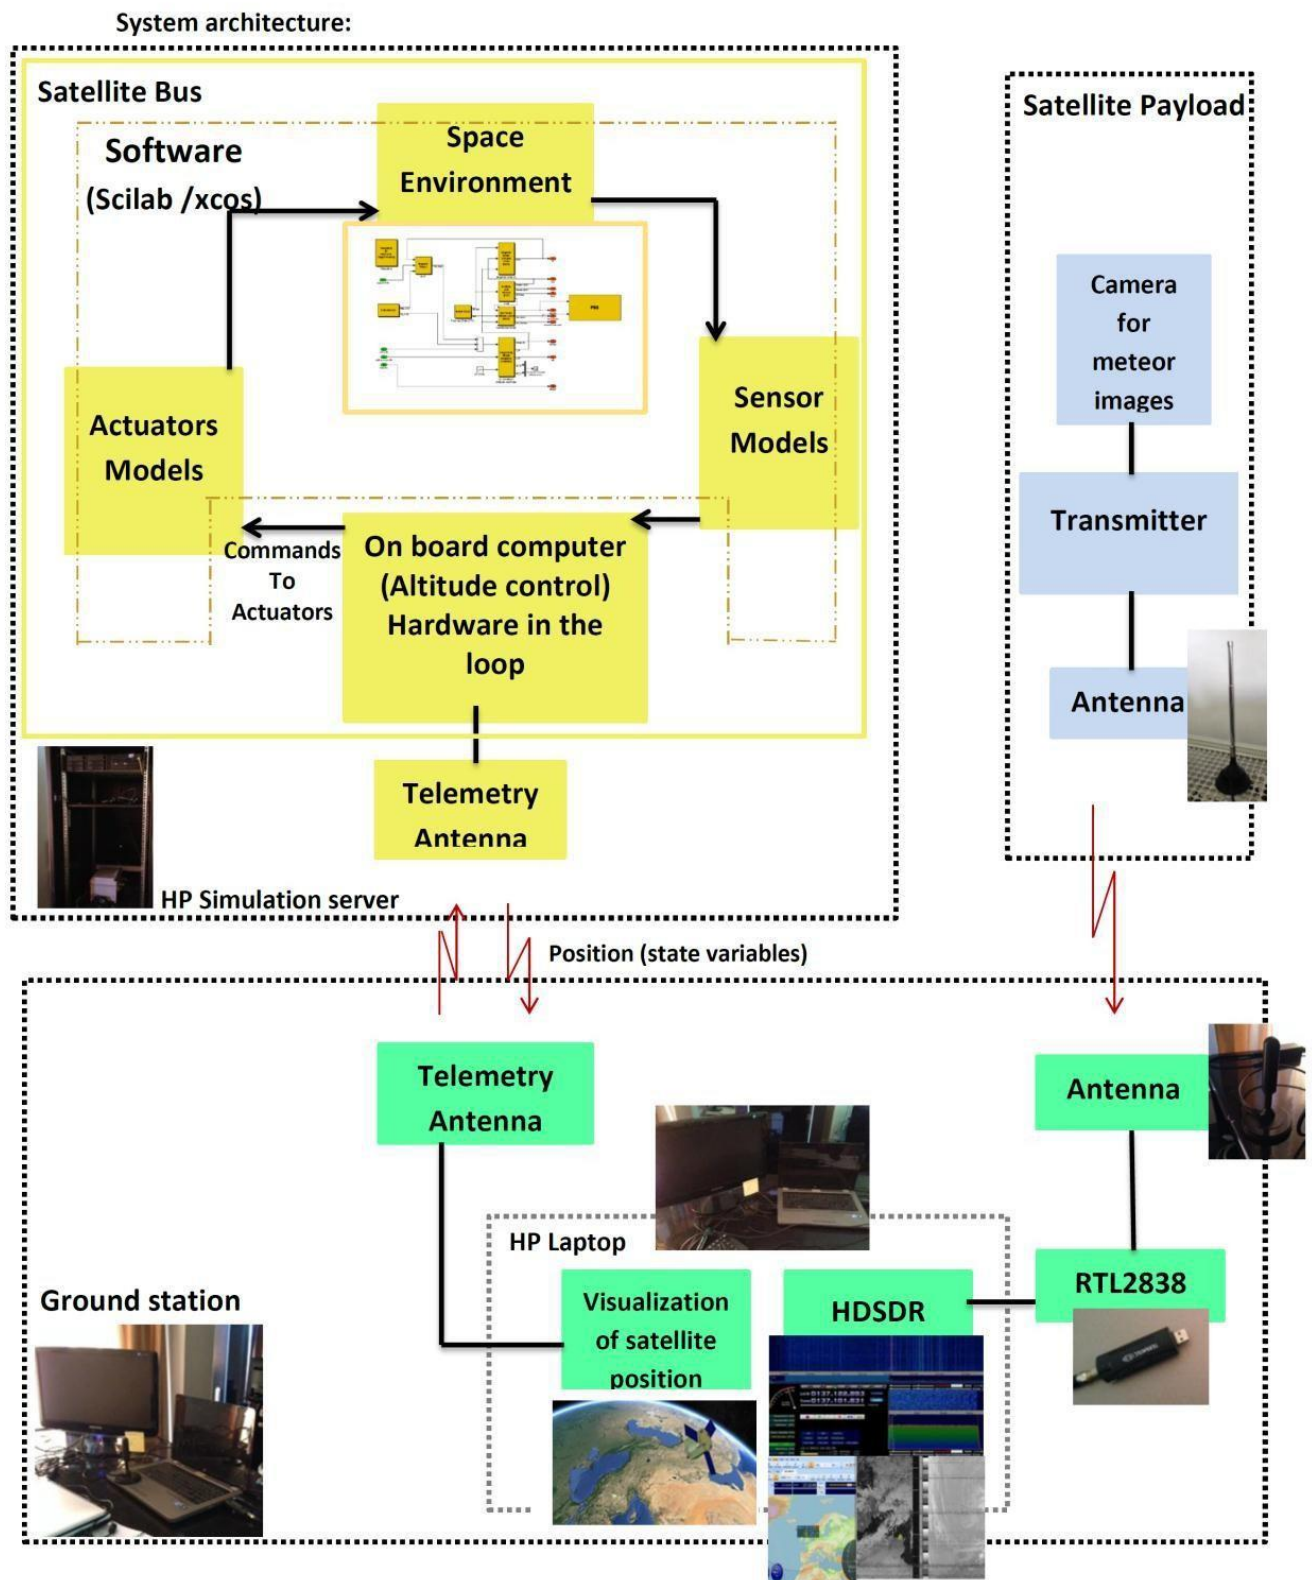 System architecture:
Satellite Bus
Software
(Scilab /xcos)
Space
Environment
Actuators
Models
Sensor
Models
Commands
To
Actuators
On board computer
(Altitude control)
Hardware in the
loop
Telemetry
Antenna
HP Simulation server
Satellite Payload
Camera
for
meteor
images
Transmitter
Antenna
Position (state variables)
Telemetry
Antenna
Antenna
HP Laptop
RTL2838
Ground station
Visualization
of satellite
position
HDSDR